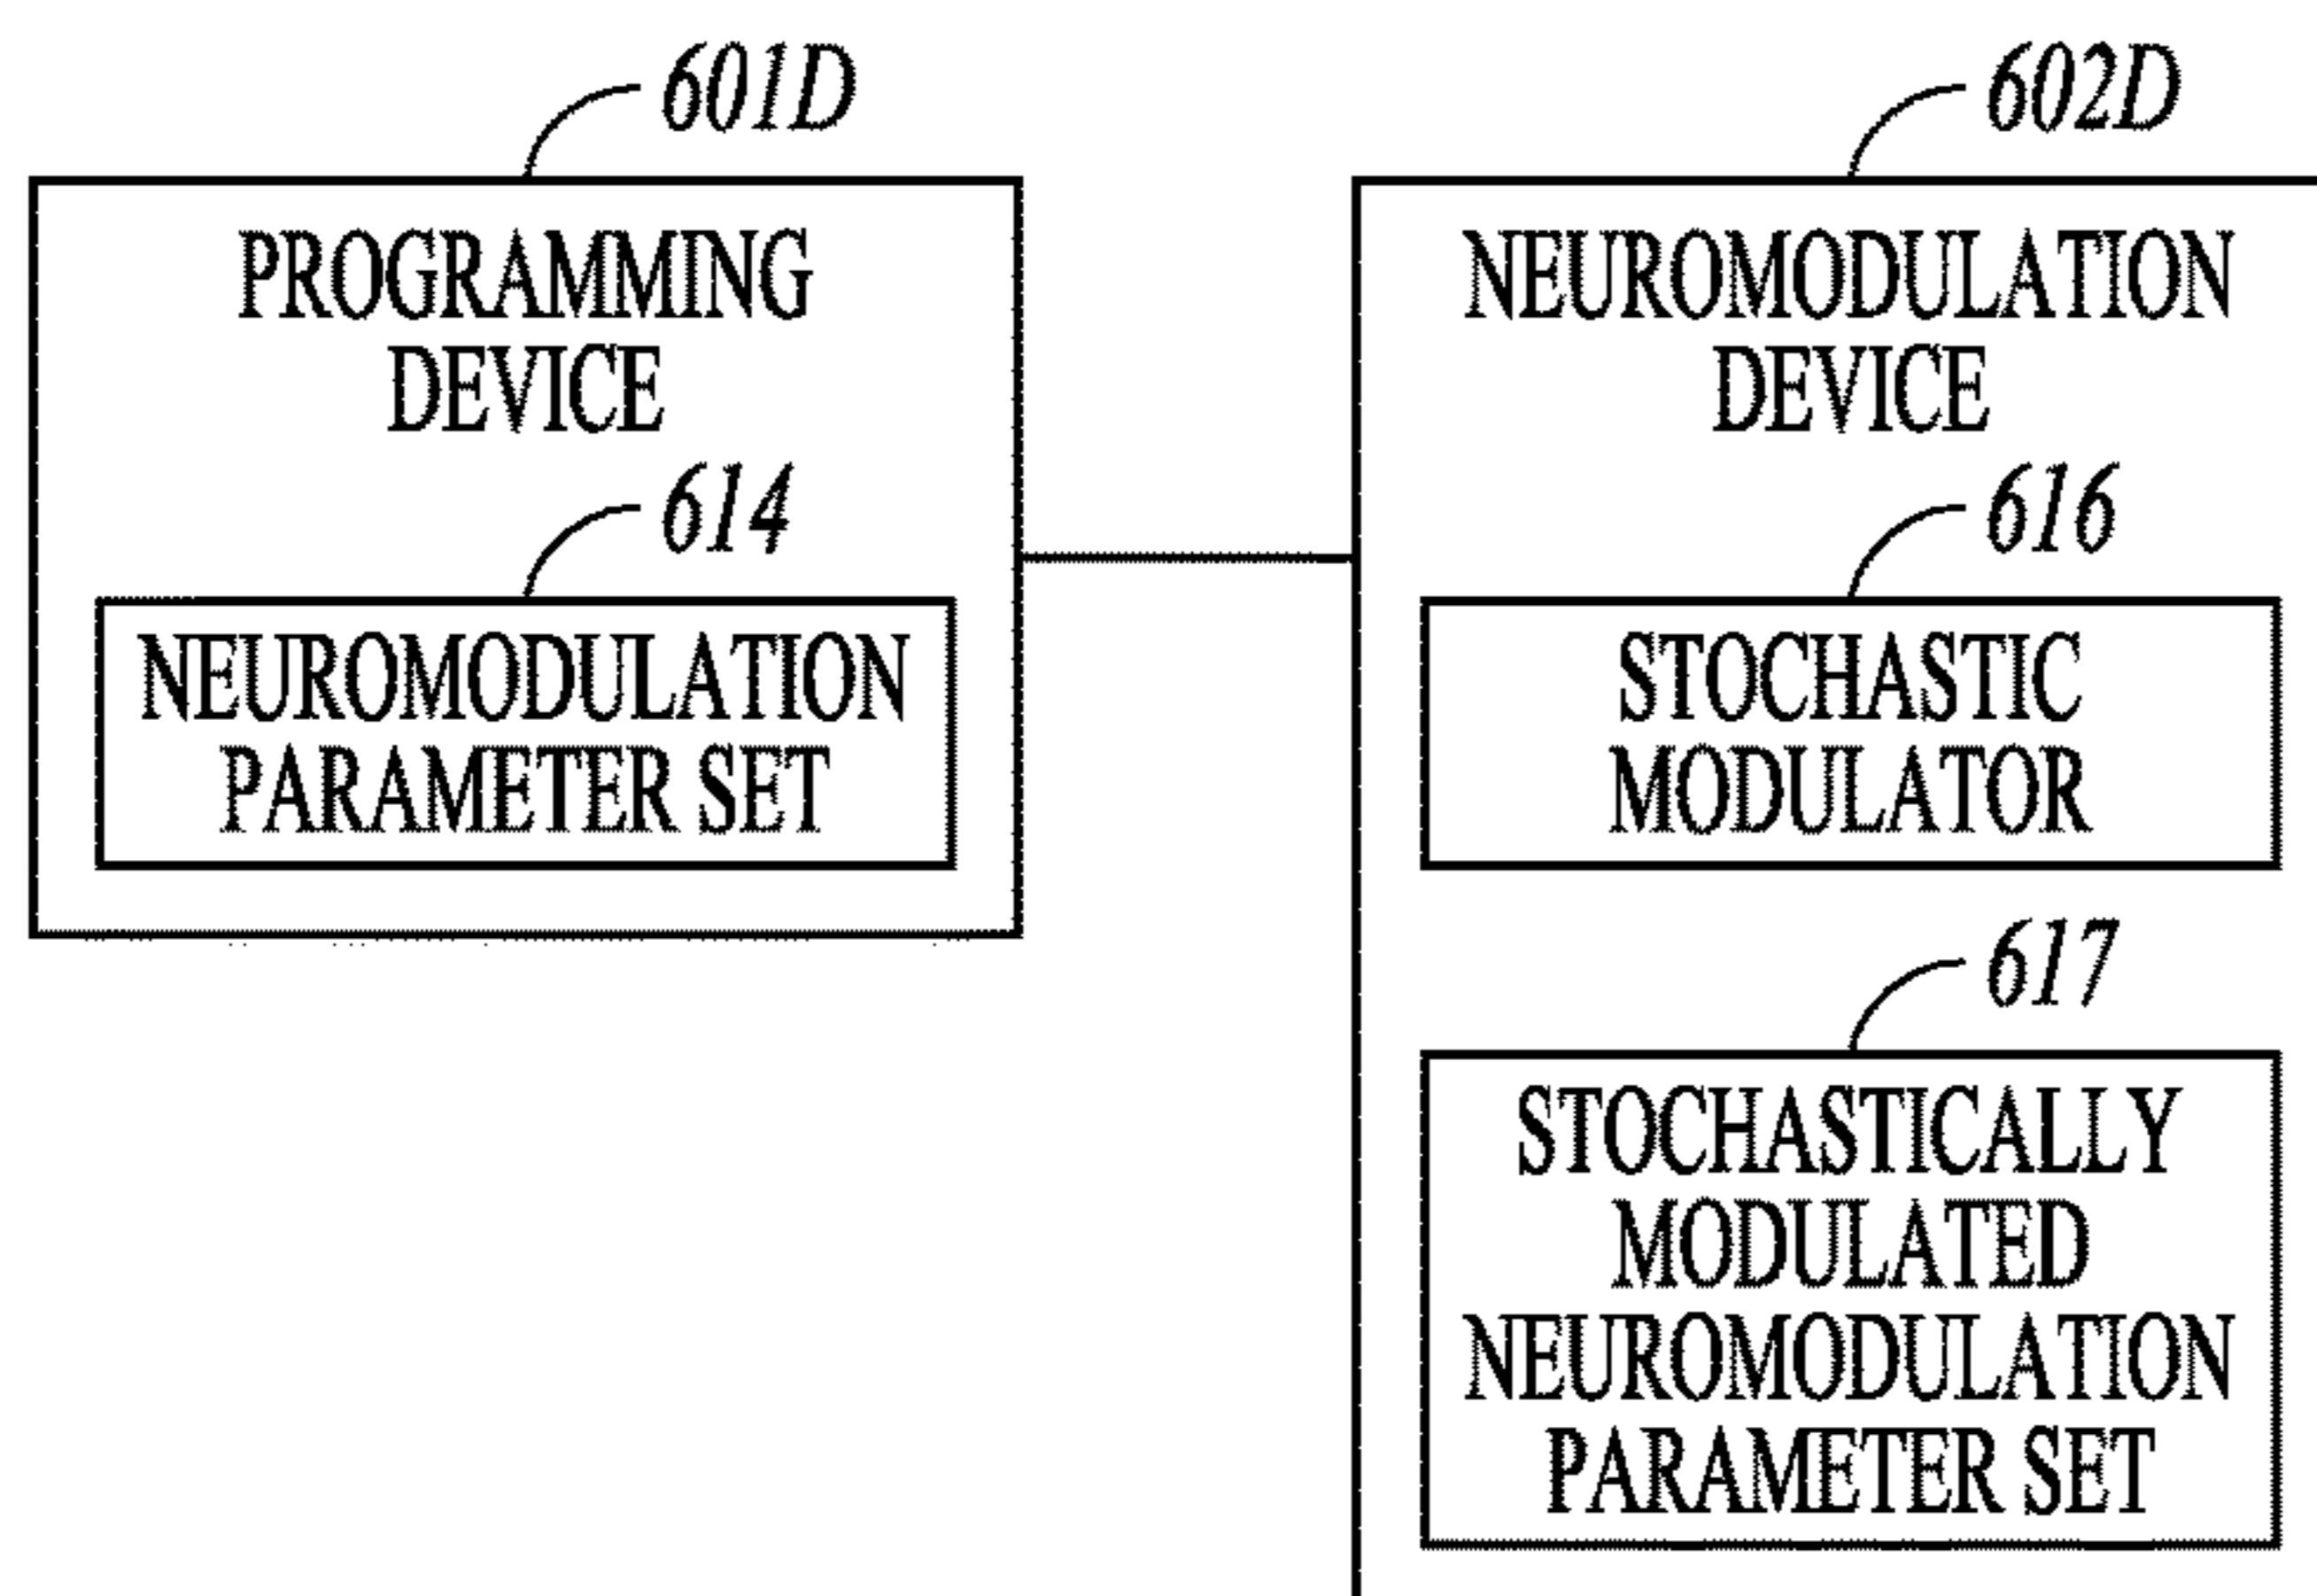 601D
PROGRAMMING
DEVICE
614
NEUROMODULATION
PARAMETER SET
602D
NEUROMODULATION
DEVICE
616
STOCHASTIC
MODULATOR
617
STOCHASTICALLY
MODULATED
NEUROMODULATION
PARAMETER SET